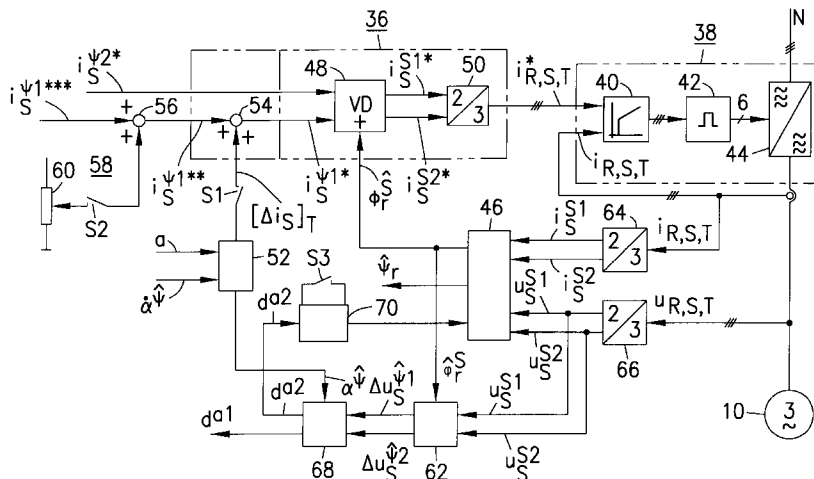 36
N
38
i_S^ψ2*
i_S^ψ1***
48
i_S^S1*
50
i*_R,S,T
40
42
+
56
+
54
VD
+
2
3
6
+
+
+
44
58
i_S^ψ1**
i_S^ψ1*
i_S^S2*
i_R,S,T
60
S1
φ̂_r^S
S2
[Δi_S]_T
46
i_S^S1
64
2
3
i_R,S,T
a
52
S3
ψ̂_r
i_S^S2
α̇^ψ̂
d^a2
70
u_S^S1
2
3
u_R,S,T
u_S^S2
66
φ̂_r^S
α^ψ̂
Δu_S^ψ̂1
u_S^S1
10
3
~
d^a2
d^a1
68
Δu_S^ψ̂2
62
u_S^S2